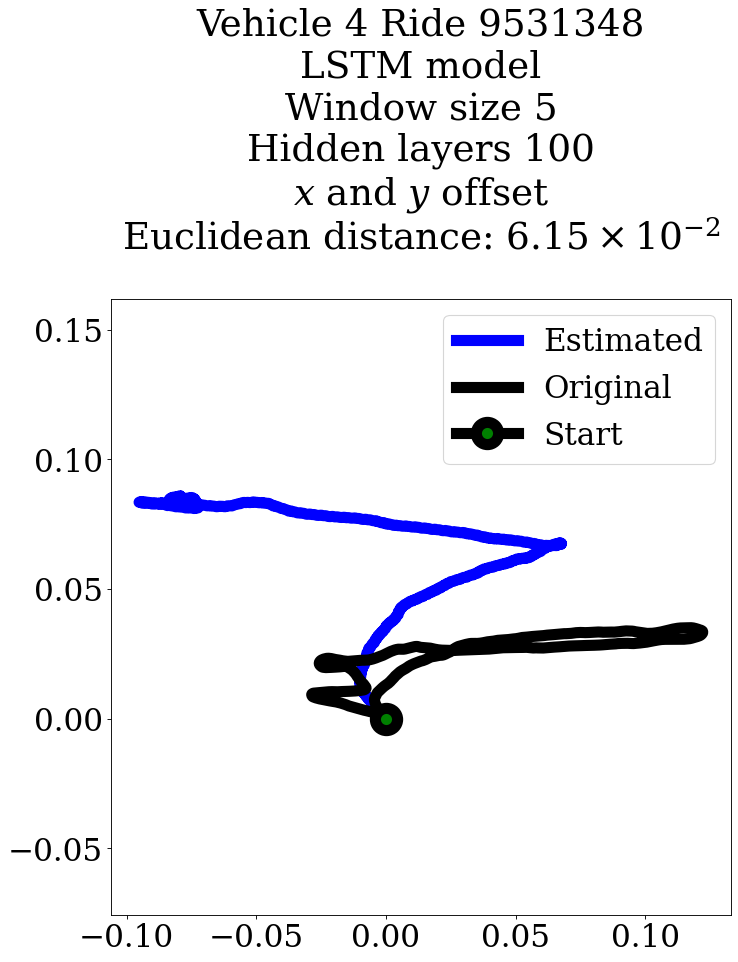 Vehicle 4 Ride 9531348
LSTM model
Window size 5
Hidden layers 100
x and y offset
Euclidean distance: 6.15 × 10⁻²
Estimated
Original
Start
0.15
0.10
0.05
0.00
−0.05
−0.10 −0.05 0.00 0.05 0.10